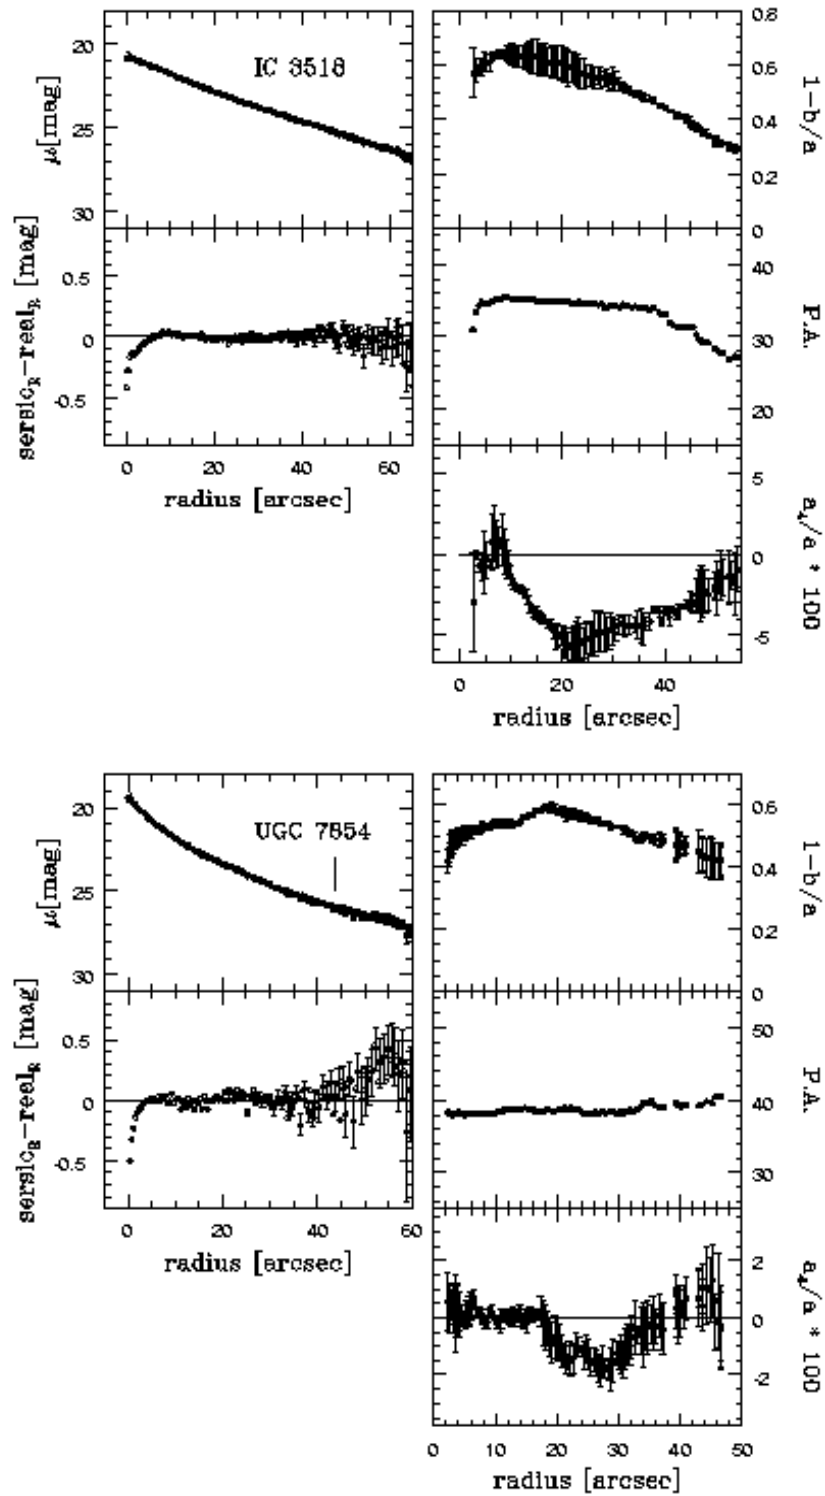 20
25
30
μ[mag]
IC 3518
0.8
0.6
0.4
0.2
0
1-b/a
0.5
0
-0.5
sersic_R-real_R [mag]
0 20 40 60
radius [arcsec]
40
30
20
P.A.
5
0
-5
a_4/a * 100
0 20 40
radius [arcsec]
20
25
30
μ[mag]
UGC 7854
0.6
0.4
0.2
0
1-b/a
0.5
0
-0.5
sersic_R-real_R [mag]
0 20 40 60
radius [arcsec]
50
40
30
P.A.
2
0
-2
a_4/a * 100
0 10 20 30 40 50
radius [arcsec]